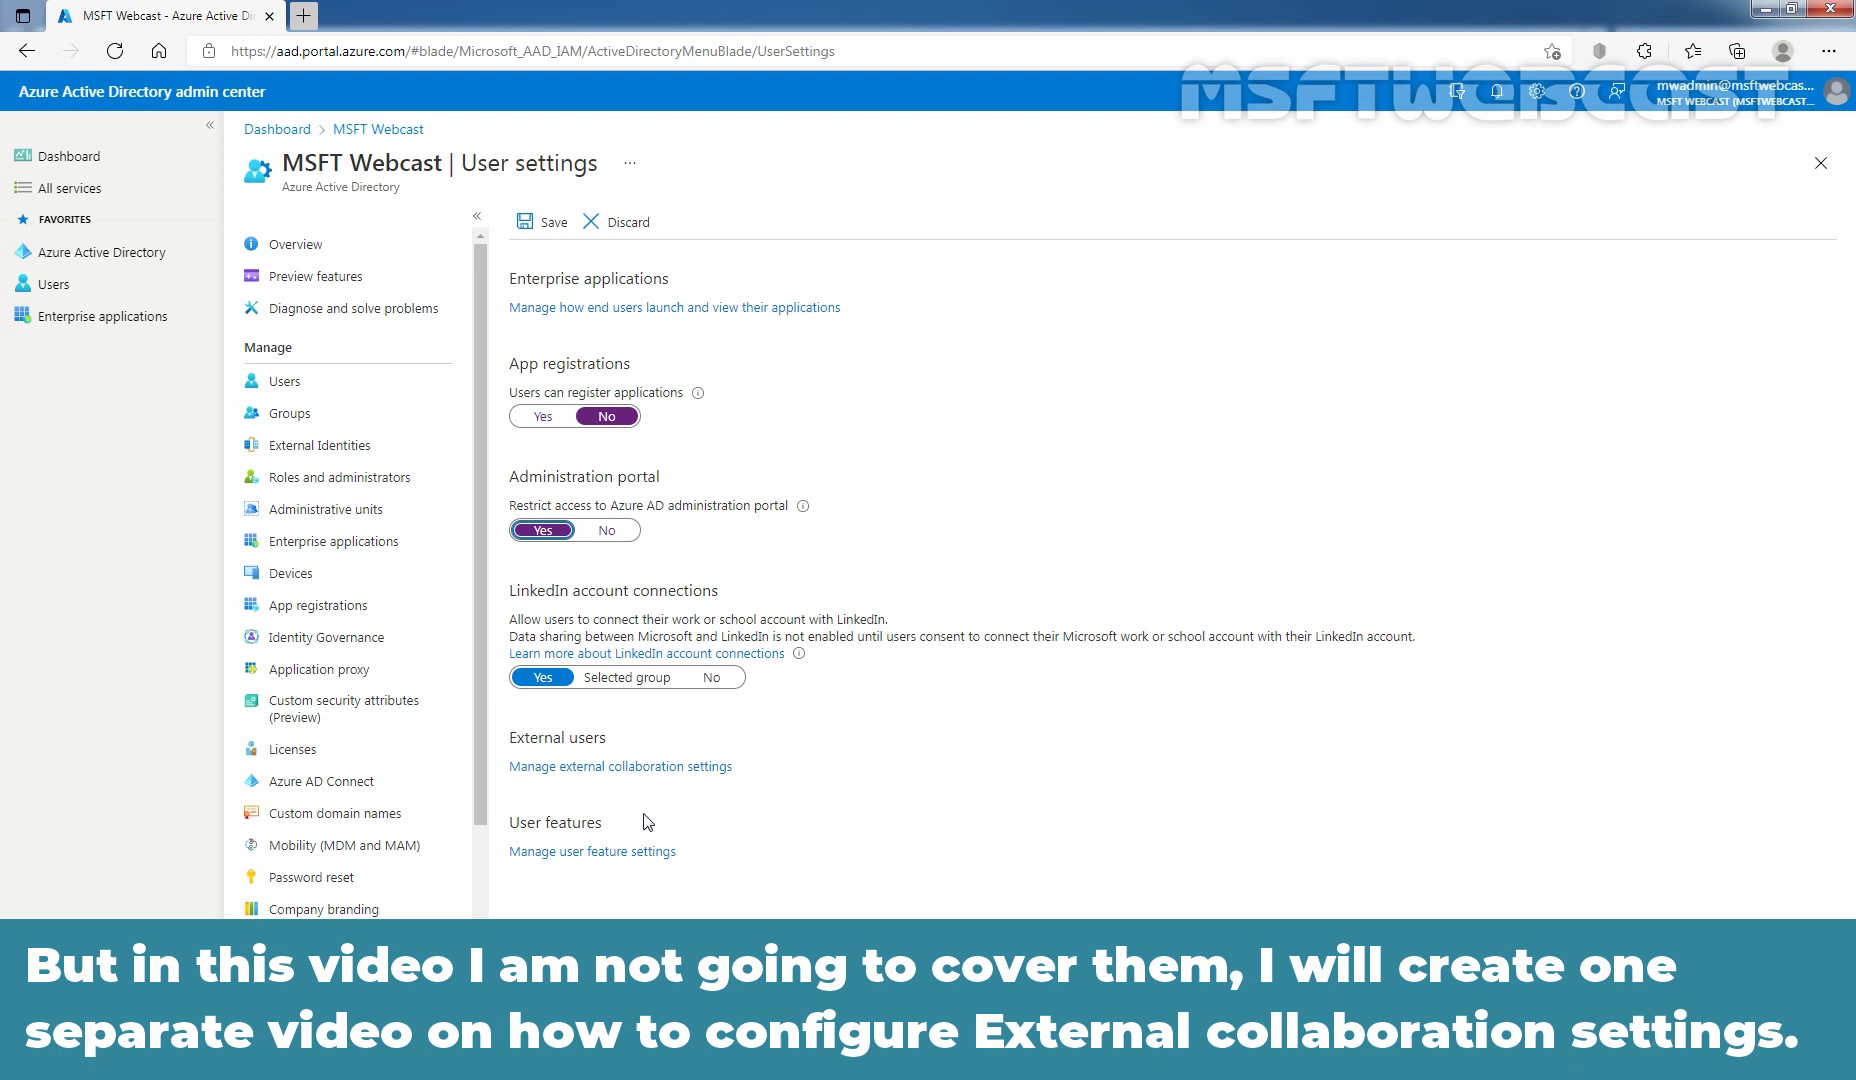 MSFT Webcast - Azure Active Di
https://aad.portal.azure.com/#blade/Microsoft_AAD_IAM/ActiveDirectoryMenuBlade/UserSettings
MSFTWEBCAST
Azure Active Directory admin center
mwadmin@msftwebcas...
MSFT WEBCAST (MSFTWEBCAST....
Dashboard
All services
FAVORITES
Azure Active Directory
Users
Enterprise applications
Dashboard > MSFT Webcast
MSFT Webcast | User settings ...
Azure Active Directory
Overview
Preview features
Diagnose and solve problems
Manage
Users
Groups
External Identities
Roles and administrators
Administrative units
Enterprise applications
Devices
App registrations
Identity Governance
Application proxy
Custom security attributes
(Preview)
Licenses
Azure AD Connect
Custom domain names
Mobility (MDM and MAM)
Password reset
Company branding
Save Discard
Enterprise applications
Manage how end users launch and view their applications
App registrations
Users can register applications
Yes No
Administration portal
Restrict access to Azure AD administration portal
Yes No
LinkedIn account connections
Allow users to connect their work or school account with LinkedIn.
Data sharing between Microsoft and LinkedIn is not enabled until users consent to connect their Microsoft work or school account with their LinkedIn account.
Learn more about LinkedIn account connections
Yes Selected group No
External users
Manage external collaboration settings
User features
Manage user feature settings
But in this video I am not going to cover them, I will create one
separate video on how to configure External collaboration settings.